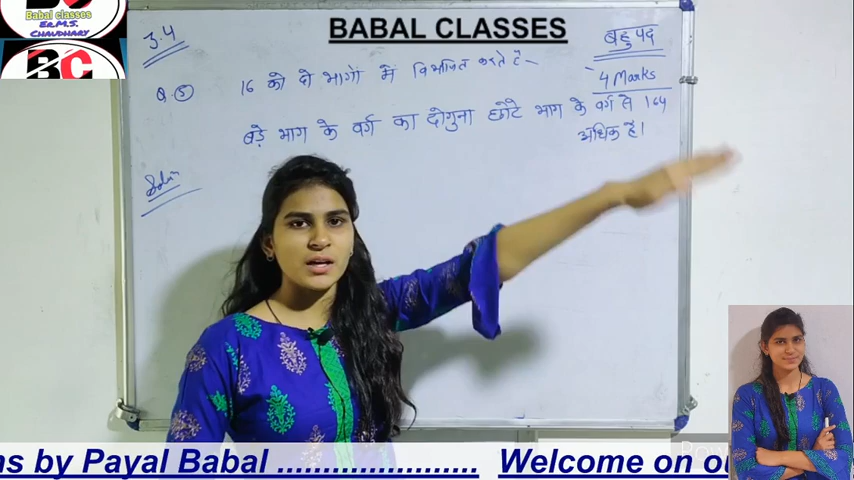 Babal classes
Er.M.S.
CHAUDHARY
BC
BABAL CLASSES
3.4
बहुपद
4 Marks
Q. 5 16 को दो भागों में विभाजित करते है-
बड़े भाग के वर्ग का दोगुना छोटे भाग के वर्ग से 164
अधिक है।
Soln
ns by Payal Babal ....................... Welcome on ou